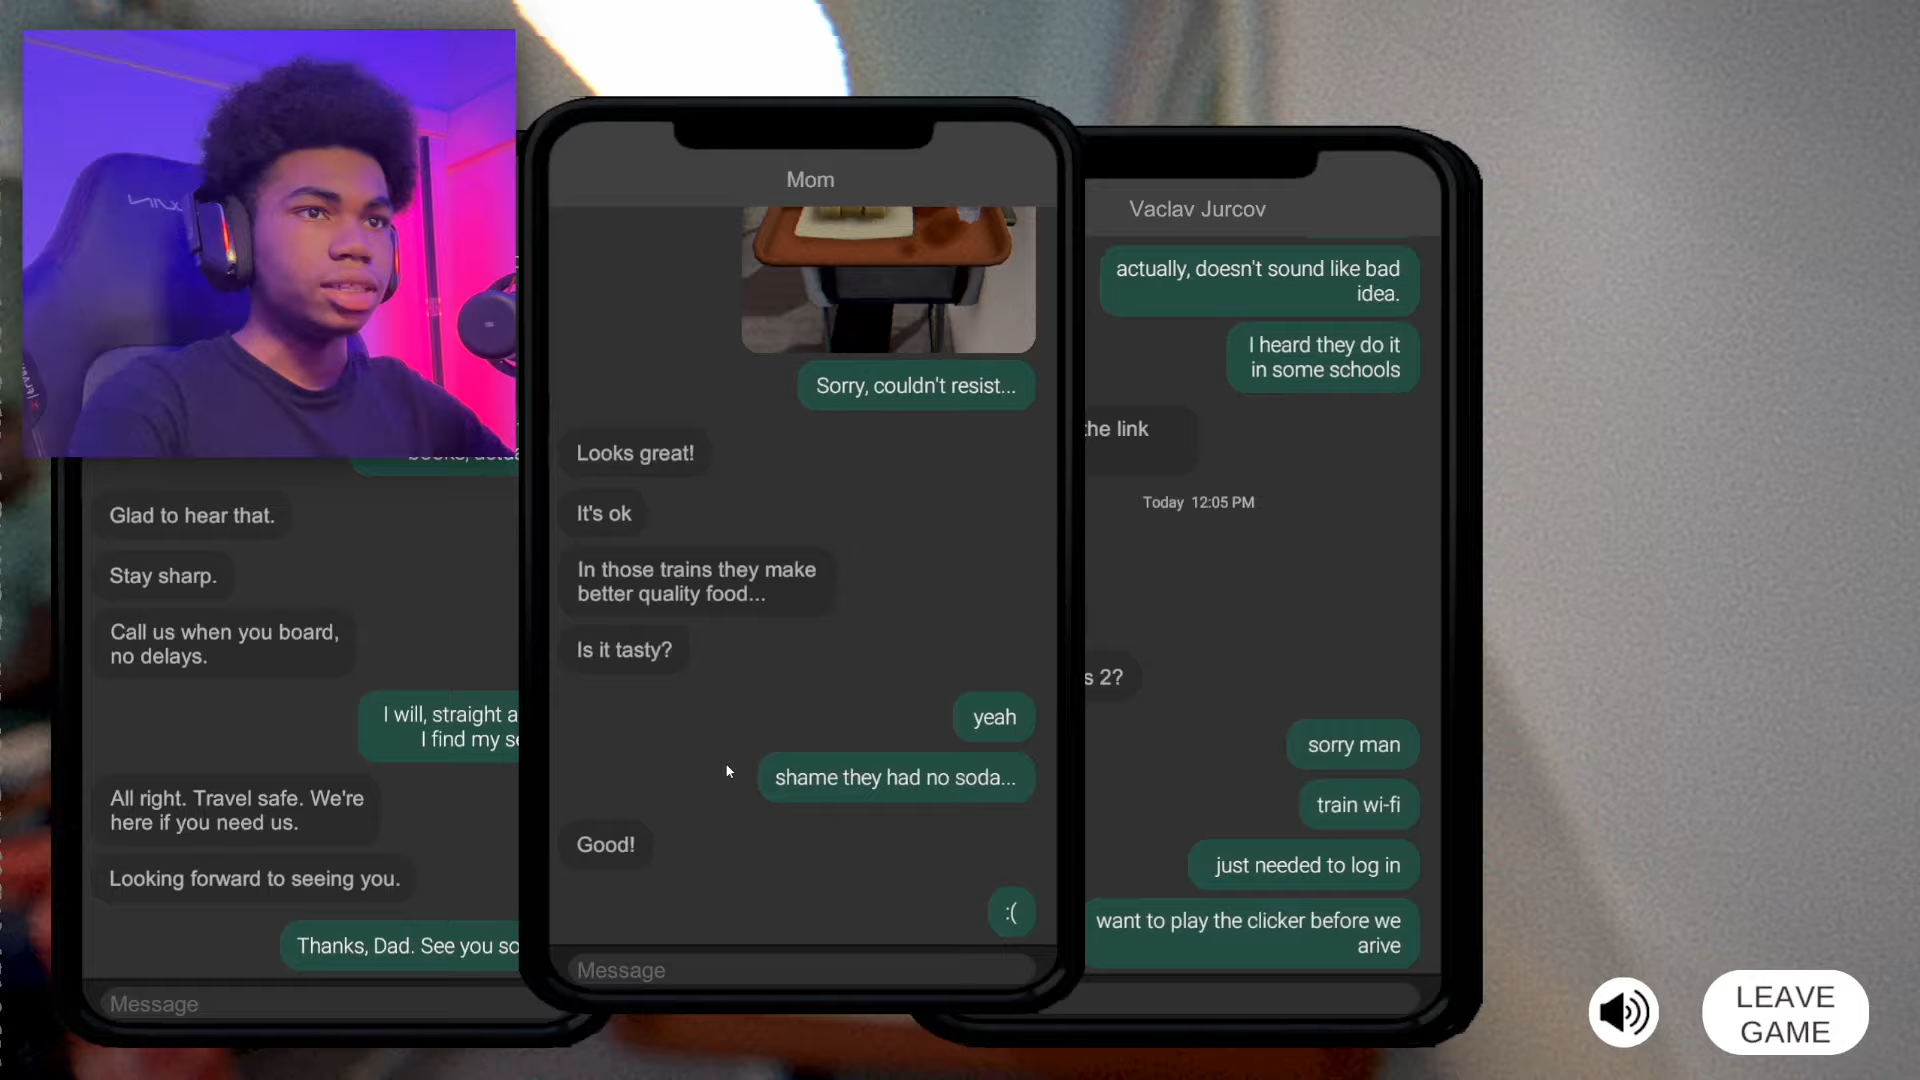 Glad to hear that.
Stay sharp.
Call us when you board,
no delays.
I will, straight a
I find my se
All right. Travel safe. We're
here if you need us.
Looking forward to seeing you.
Thanks, Dad. See you so
Message
Mom
Sorry, couldn't resist...
Looks great!
It's ok
In those trains they make
better quality food...
Is it tasty?
yeah
shame they had no soda...
Good!
:(
Message
Vaclav Jurcov
actually, doesn't sound like bad
idea.
I heard they do it
in some schools
the link
Today 12:05 PM
s 2?
sorry man
train wi-fi
just needed to log in
want to play the clicker before we
arive
LEAVE
GAME